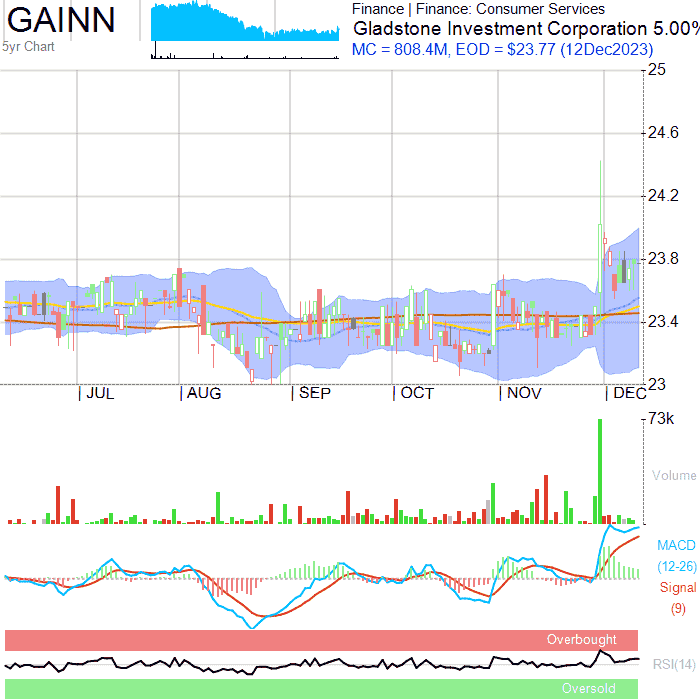 GAINN
5yr Chart
Finance | Finance: Consumer Services
Gladstone Investment Corporation 5.00%
MC = 808.4M, EOD = $23.77 (12Dec2023)
25
24.6
24.2
23.8
23.4
23
JUL AUG SEP OCT NOV DEC
73k
Volume
MACD
(12-26)
Signal
(9)
Overbought
RSI(14)
Oversold